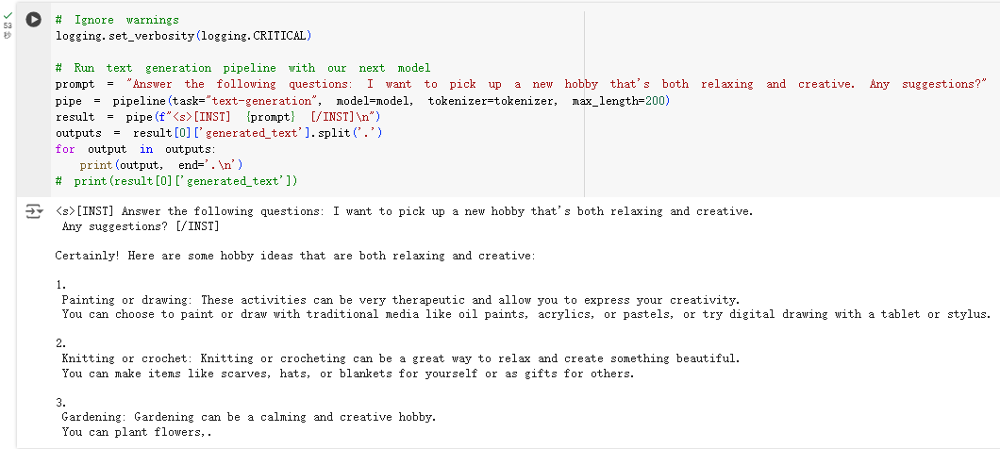 53
秒
# Ignore warnings
logging.set_verbosity(logging.CRITICAL)
# Run text generation pipeline with our next model
prompt = "Answer the following questions: I want to pick up a new hobby that's both relaxing and creative. Any suggestions?"
pipe = pipeline(task="text-generation", model=model, tokenizer=tokenizer, max_length=200)
result = pipe(f"<s>[INST] {prompt} [/INST]\n")
outputs = result[0]['generated_text'].split('.')
for output in outputs:
    print(output, end='.\n')
# print(result[0]['generated_text'])
<s>[INST] Answer the following questions: I want to pick up a new hobby that's both relaxing and creative.
 Any suggestions? [/INST]
Certainly! Here are some hobby ideas that are both relaxing and creative:
1.
 Painting or drawing: These activities can be very therapeutic and allow you to express your creativity.
 You can choose to paint or draw with traditional media like oil paints, acrylics, or pastels, or try digital drawing with a tablet or stylus.
2.
 Knitting or crochet: Knitting or crocheting can be a great way to relax and create something beautiful.
 You can make items like scarves, hats, or blankets for yourself or as gifts for others.
3.
 Gardening: Gardening can be a calming and creative hobby.
 You can plant flowers,.